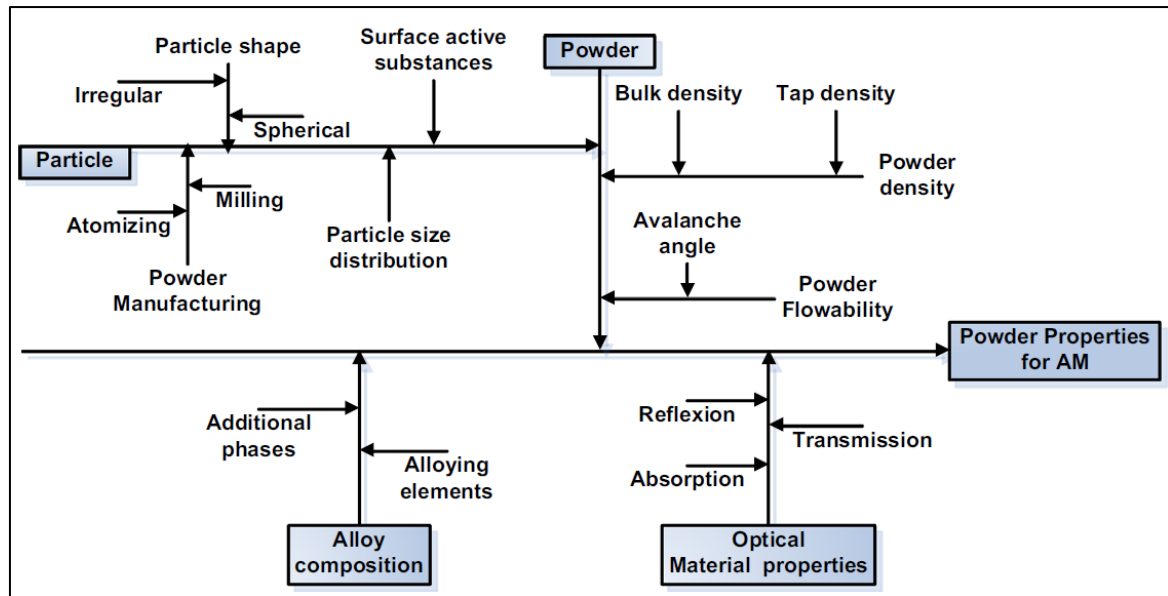 Particle shape
Irregular
Spherical
Surface active
substances
Powder
Bulk density
Tap density
Particle
Milling
Atomizing
Powder
Manufacturing
Particle size
distribution
Powder
density
Avalanche
angle
Powder
Flowability
Powder Properties
for AM
Additional
phases
Alloying
elements
Alloy
composition
Reflexion
Transmission
Absorption
Optical
Material properties